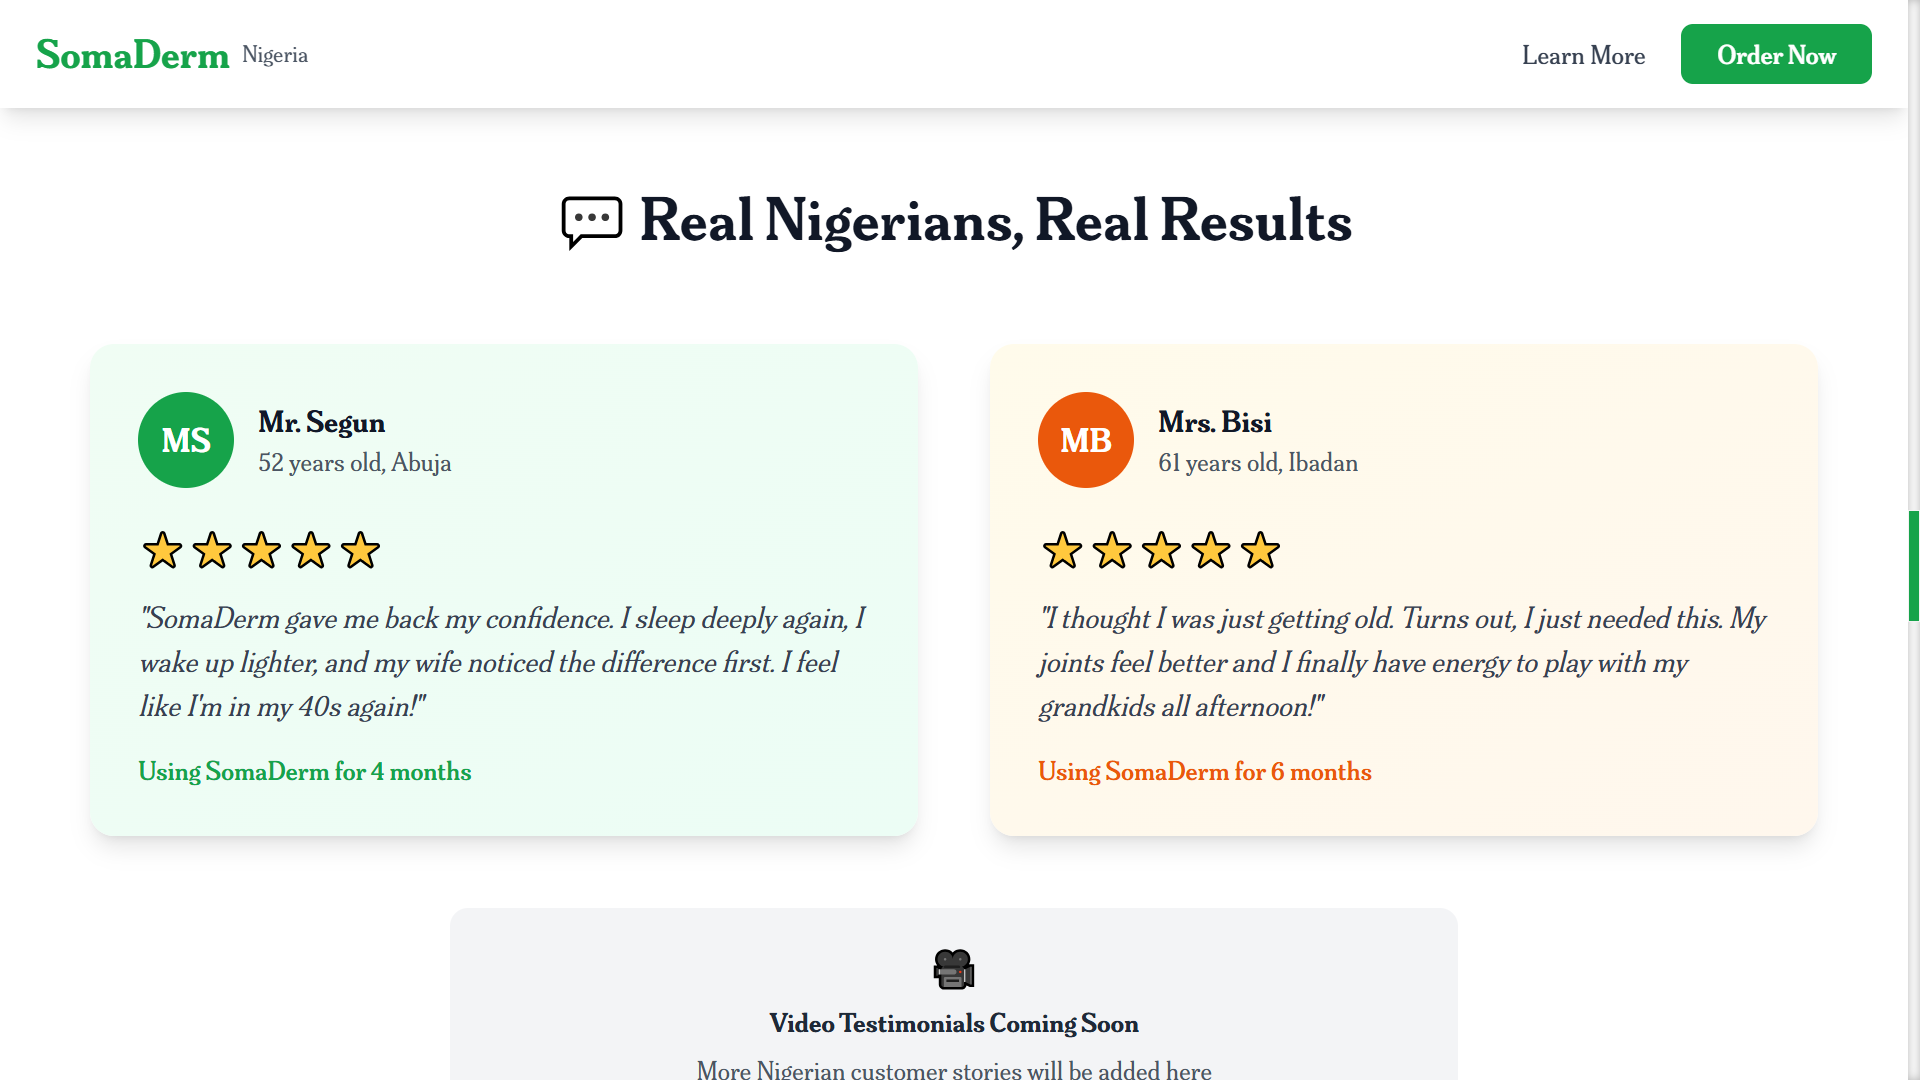 SomaDerm Nigeria
Learn More
Order Now
Real Nigerians, Real Results
MS
Mr. Segun
52 years old, Abuja
"SomaDerm gave me back my confidence. I sleep deeply again, I
wake up lighter, and my wife noticed the difference first. I feel
like I'm in my 40s again!"
Using SomaDerm for 4 months
MB
Mrs. Bisi
61 years old, Ibadan
"I thought I was just getting old. Turns out, I just needed this. My
joints feel better and I finally have energy to play with my
grandkids all afternoon!"
Using SomaDerm for 6 months
Video Testimonials Coming Soon
More Nigerian customer stories will be added here